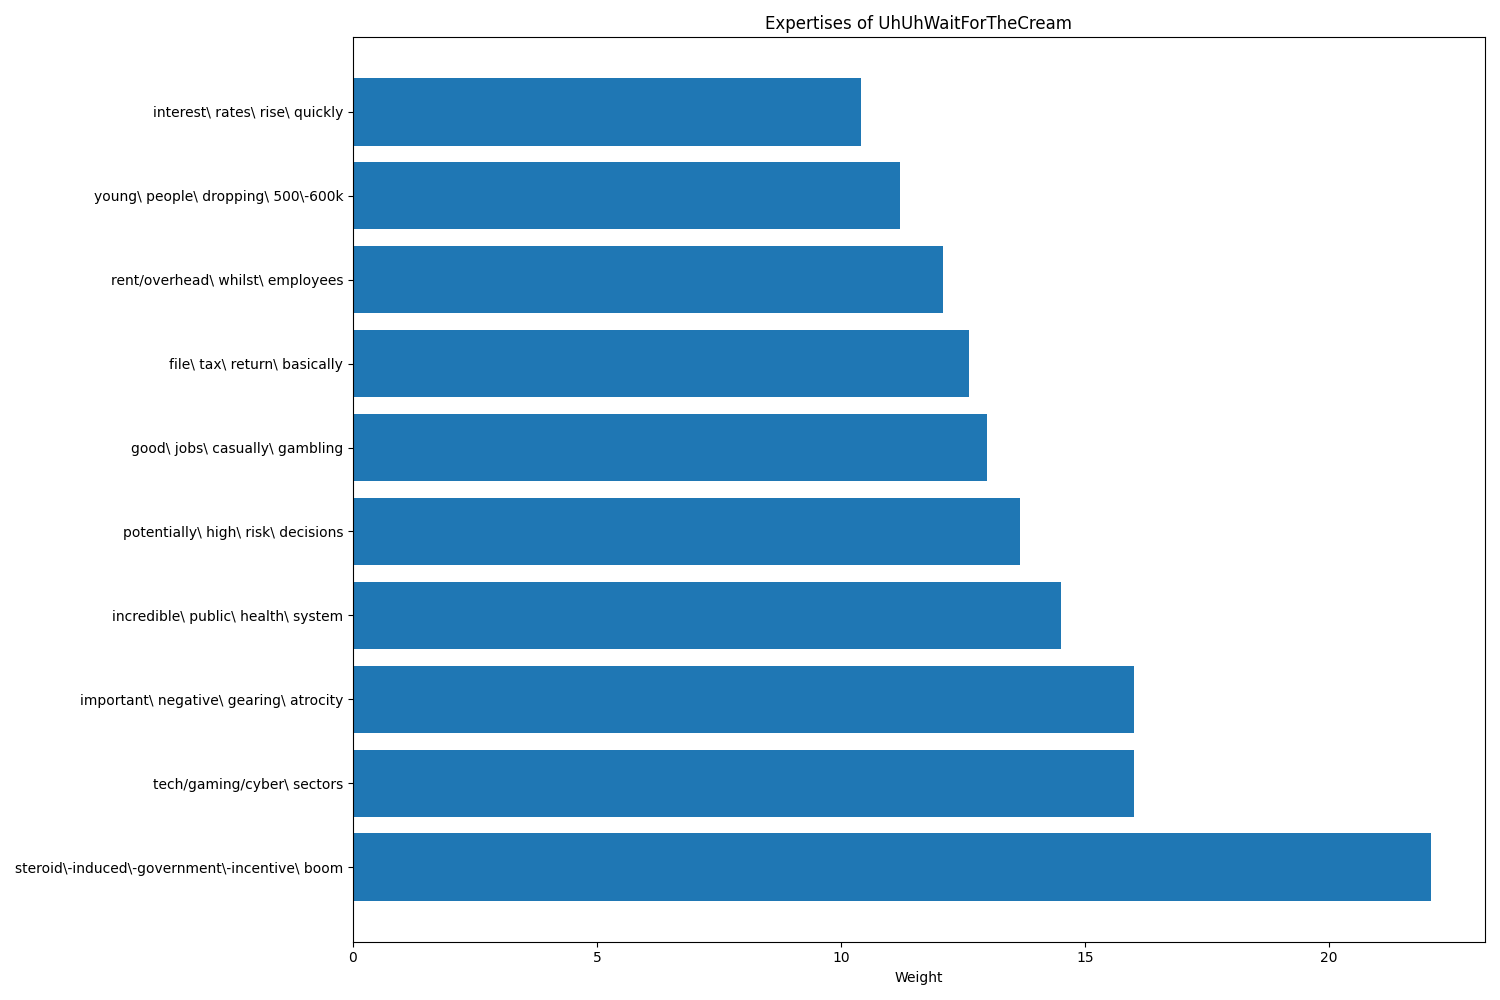 Expertises of UhUhWaitForTheCream
interest\ rates\ rise\ quickly
young\ people\ dropping\ 500\-600k
rent/overhead\ whilst\ employees
file\ tax\ return\ basically
good\ jobs\ casually\ gambling
potentially\ high\ risk\ decisions
incredible\ public\ health\ system
important\ negative\ gearing\ atrocity
tech/gaming/cyber\ sectors
steroid\-induced\-government\-incentive\ boom
0 5 10 15 20
Weight